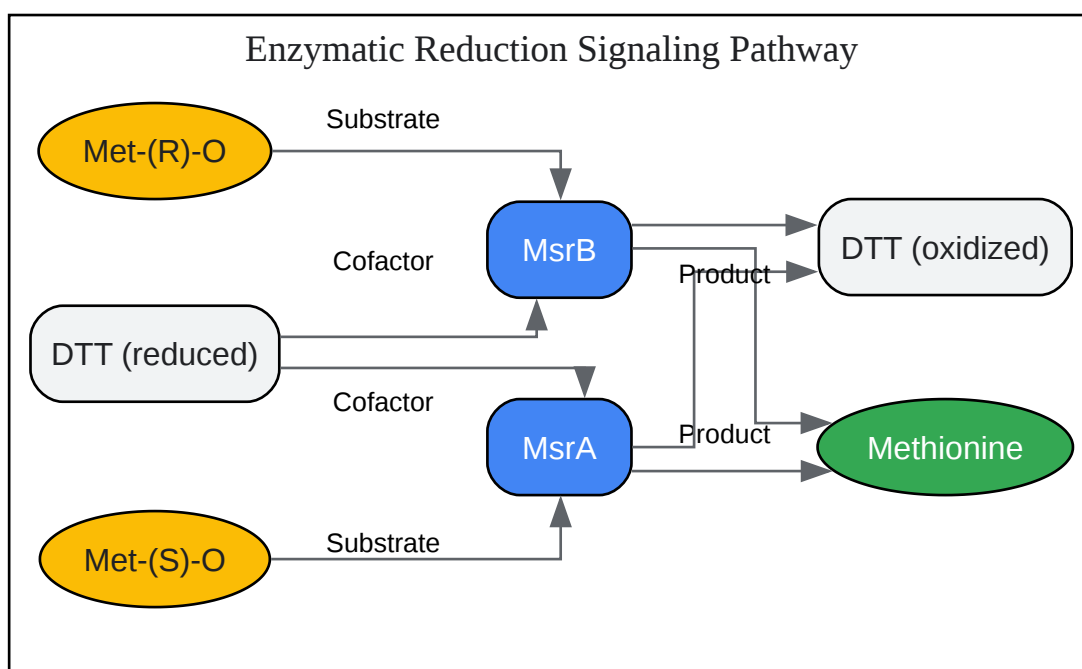 Enzymatic Reduction Signaling Pathway
Substrate
Met-(R)-O
MsrB
DTT (oxidized)
Cofactor
Product
DTT (reduced)
Cofactor
MsrA
Product
Methionine
Substrate
Met-(S)-O